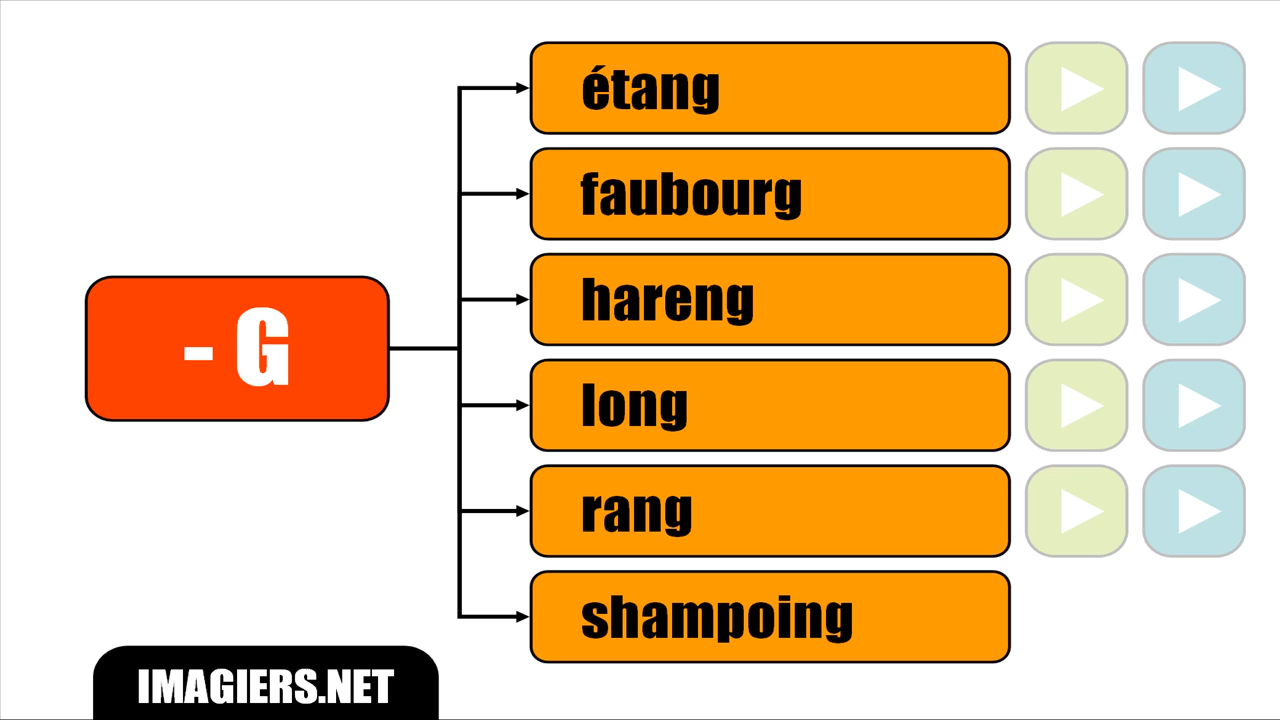 étang
faubourg
hareng
- G
long
rang
shampoing
IMAGIERS.NET